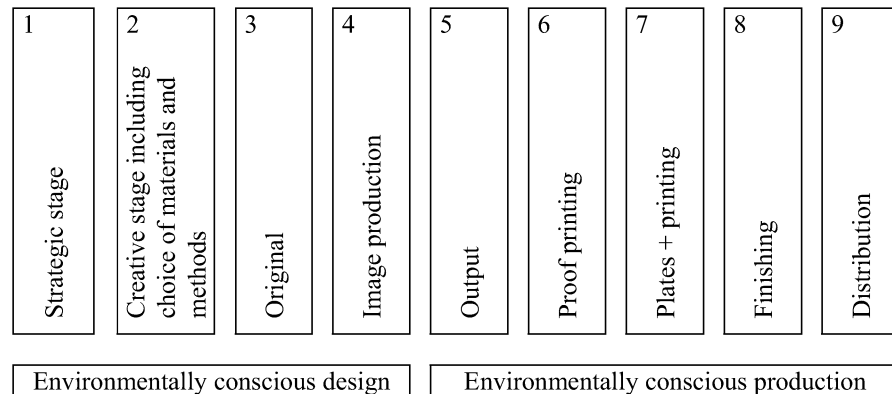 1
Strategic stage
2
Creative stage including
choice of materials and
methods
3
Original
4
Image production
5
Output
6
Proof printing
7
Plates + printing
8
Finishing
9
Distribution
Environmentally conscious design
Environmentally conscious production